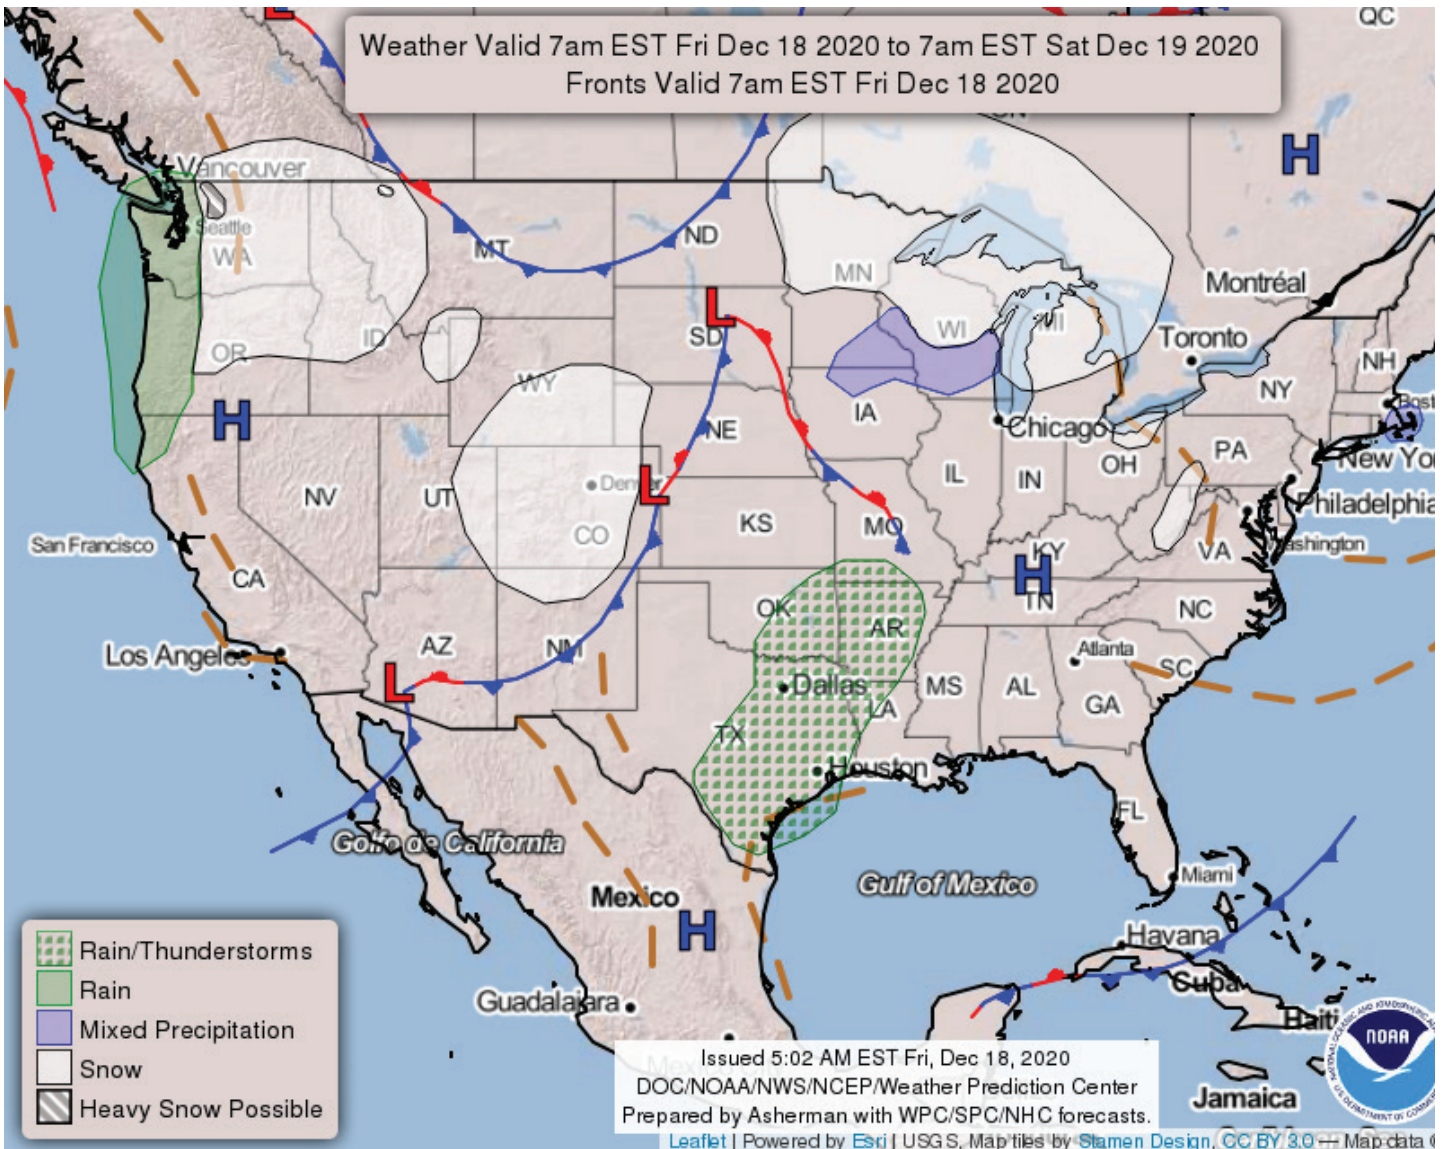 QC
Weather Valid 7am EST Fri Dec 18 2020 to 7am EST Sat Dec 19 2020
Fronts Valid 7am EST Fri Dec 18 2020
L
H
Vancouver
Seattle
WA
MT
ND
MN
Montréal
L
SD
WI
MI
Toronto
NH
OR
ID
WY
NY
H
NE
IA
Chicago
PA
New Yo
NV
UT
Denver
L
IL
IN
OH
Philadelphia
CO
KS
MO
San Francisco
CA
KY
VA
Washington
H
TN
OK
NC
AR
Los Angeles
AZ
NM
Atlanta
SC
L
Dallas
MS
AL
GA
LA
TX
Houston
FL
Golfo de California
Gulf of Mexico
Miami
Mexico
H
Havana
Cuba
Guadalajara
Haiti
Mexico City
Jamaica
NOAA
Rain/Thunderstorms
Rain
Mixed Precipitation
Snow
Heavy Snow Possible
Issued 5:02 AM EST Fri, Dec 18, 2020
DOC/NOAA/NWS/NCEP/Weather Prediction Center
Prepared by Asherman with WPC/SPC/NHC forecasts.
Leaflet | Powered by Esri | USGS, Map tiles by Stamen Design, CC BY 3.0 — Map data ©